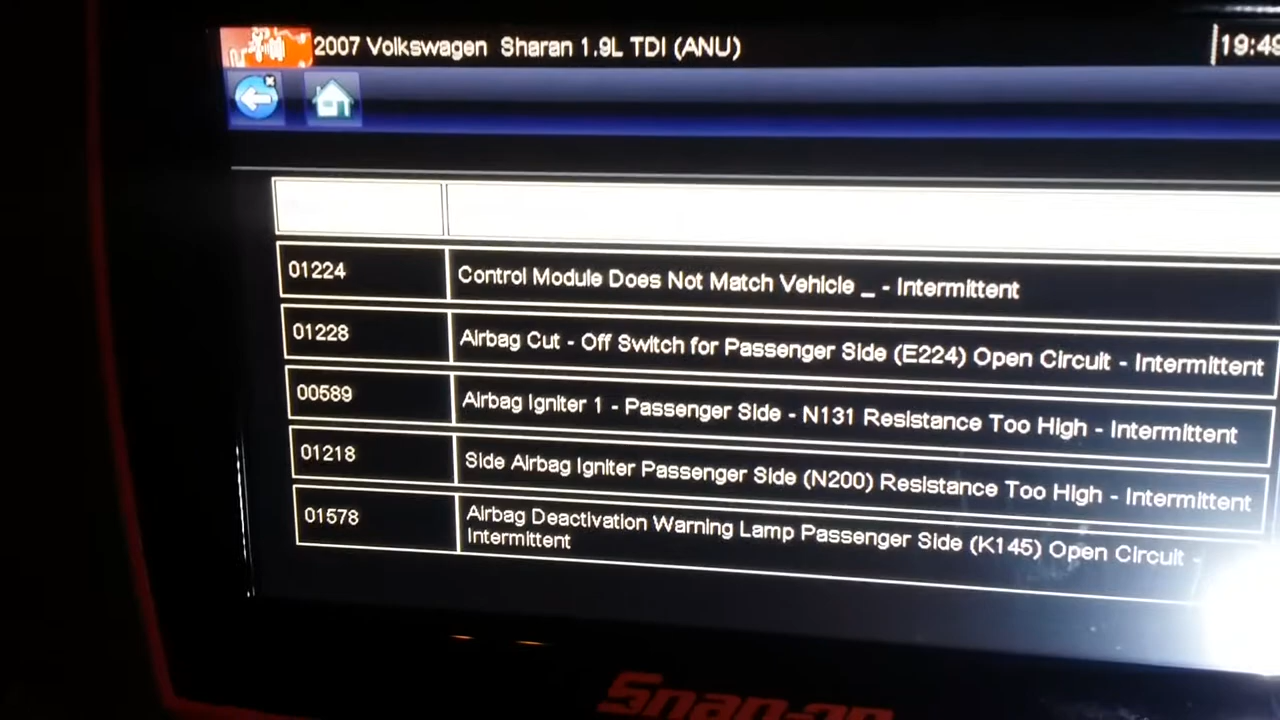 2007 Volkswagen Sharan 1.9L TDI (ANU)
19:49
01224 Control Module Does Not Match Vehicle _ - Intermittent
01228 Airbag Cut - Off Switch for Passenger Side (E224) Open Circuit - Intermittent
00589 Airbag Igniter 1 - Passenger Side - N131 Resistance Too High - Intermittent
01218 Side Airbag Igniter Passenger Side (N200) Resistance Too High - Intermittent
01578 Airbag Deactivation Warning Lamp Passenger Side (K145) Open Circuit -
Intermittent
Snap-on